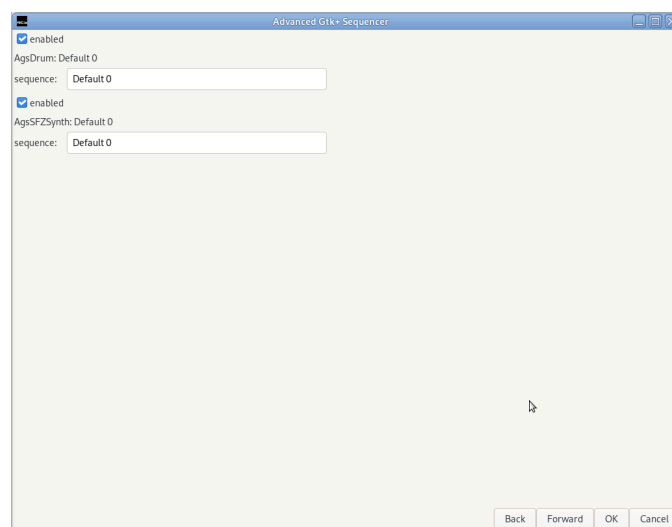 Advanced Gtk+ Sequencer
enabled
AgsDrum: Default 0
sequence: Default 0
enabled
AgsSFZSynth: Default 0
sequence: Default 0
Back Forward OK Cancel